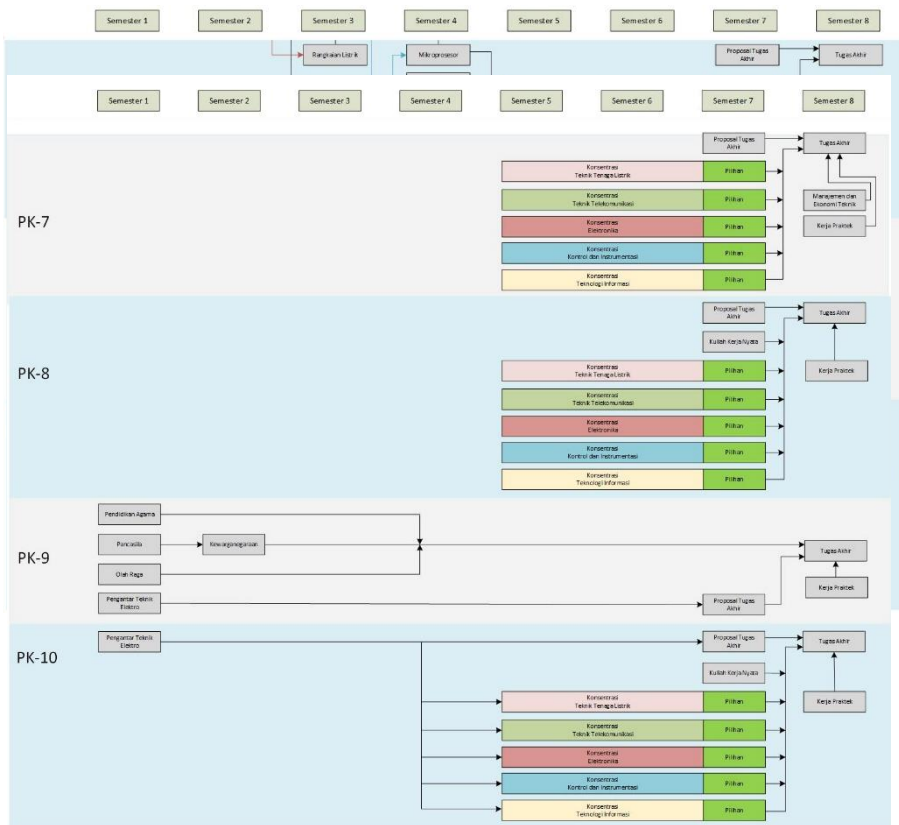 Semester 1 Semester 2 Semester 3 Semester 4 Semester 5 Semester 6 Semester 7 Semester 8
Rangkaian Listrik Mikroprosesor Proposal Tugas Akhir Tugas Akhir
Semester 1 Semester 2 Semester 3 Semester 4 Semester 5 Semester 6 Semester 7 Semester 8
PK-7
Proposal Tugas
Akhir
Tugas Akhir
Konsentrasi
Teknik Tenaga Listrik
Pilihan
Konsentrasi
Teknik Telekomunikasi
Pilihan
Manajemen dan
Ekonomi Teknik
Konsentrasi
Elektronika
Pilihan
Kerja Praktek
Konsentrasi
Kontrol dan Instrumentasi
Pilihan
Konsentrasi
Teknologi Informasi
Pilihan
PK-8
Proposal Tugas
Akhir
Tugas Akhir
Kuliah Kerja Nyata
Konsentrasi
Teknik Tenaga Listrik
Pilihan
Kerja Praktek
Konsentrasi
Teknik Telekomunikasi
Pilihan
Konsentrasi
Elektronika
Pilihan
Konsentrasi
Kontrol dan Instrumentasi
Pilihan
Konsentrasi
Teknologi Informasi
Pilihan
PK-9
Pendidikan Agama
Pancasila
Kewarganegaraan
Tugas Akhir
Olah Raga
Kerja Praktek
Pengantar Teknik
Elektro
Proposal Tugas
Akhir
PK-10
Pengantar Teknik
Elektro
Proposal Tugas
Akhir
Tugas Akhir
Kuliah Kerja Nyata
Konsentrasi
Teknik Tenaga Listrik
Pilihan
Kerja Praktek
Konsentrasi
Teknik Telekomunikasi
Pilihan
Konsentrasi
Elektronika
Pilihan
Konsentrasi
Kontrol dan Instrumentasi
Pilihan
Konsentrasi
Teknologi Informasi
Pilihan